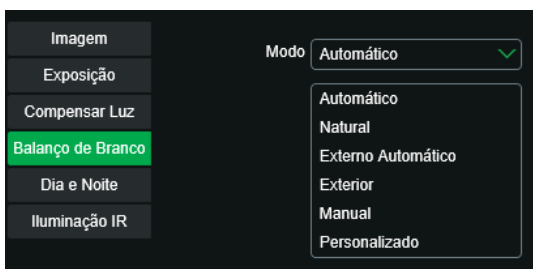 Imagem
Exposição
Compensar Luz
Balanço de Branco
Dia e Noite
Iluminação IR
Modo Automático
Automático
Natural
Externo Automático
Exterior
Manual
Personalizado